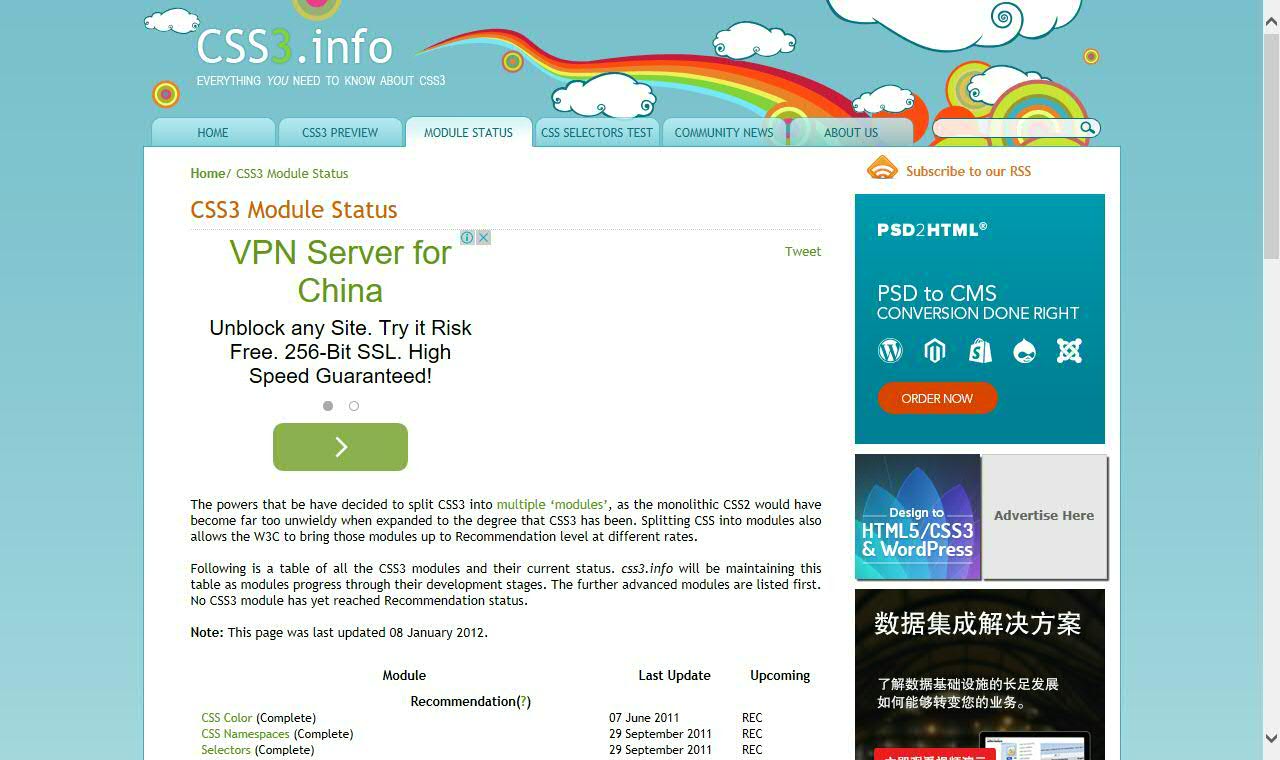 CSS3.info
EVERYTHING YOU NEED TO KNOW ABOUT CSS3
HOME
CSS3 PREVIEW
MODULE STATUS
CSS SELECTORS TEST
COMMUNITY NEWS
ABOUT US
Home/ CSS3 Module Status
CSS3 Module Status
VPN Server for
China
Unblock any Site. Try it Risk
Free. 256-Bit SSL. High
Speed Guaranteed!
Tweet
The powers that be have decided to split CSS3 into multiple ‘modules’, as the monolithic CSS2 would have
become far too unwieldy when expanded to the degree that CSS3 has been. Splitting CSS into modules also
allows the W3C to bring those modules up to Recommendation level at different rates.
Following is a table of all the CSS3 modules and their current status. css3.info will be maintaining this
table as modules progress through their development stages. The further advanced modules are listed first.
No CSS3 module has yet reached Recommendation status.
Note: This page was last updated 08 January 2012.
Module Last Update Upcoming
Recommendation(?)
CSS Color (Complete) 07 June 2011 REC
CSS Namespaces (Complete) 29 September 2011 REC
Selectors (Complete) 29 September 2011 REC
Subscribe to our RSS
PSD2HTML®
PSD to CMS
CONVERSION DONE RIGHT
ORDER NOW
Design to
HTML5/CSS3
& WordPress
Advertise Here
数据集成解决方案
了解数据基础设施的长足发展
如何能够转变您的业务。